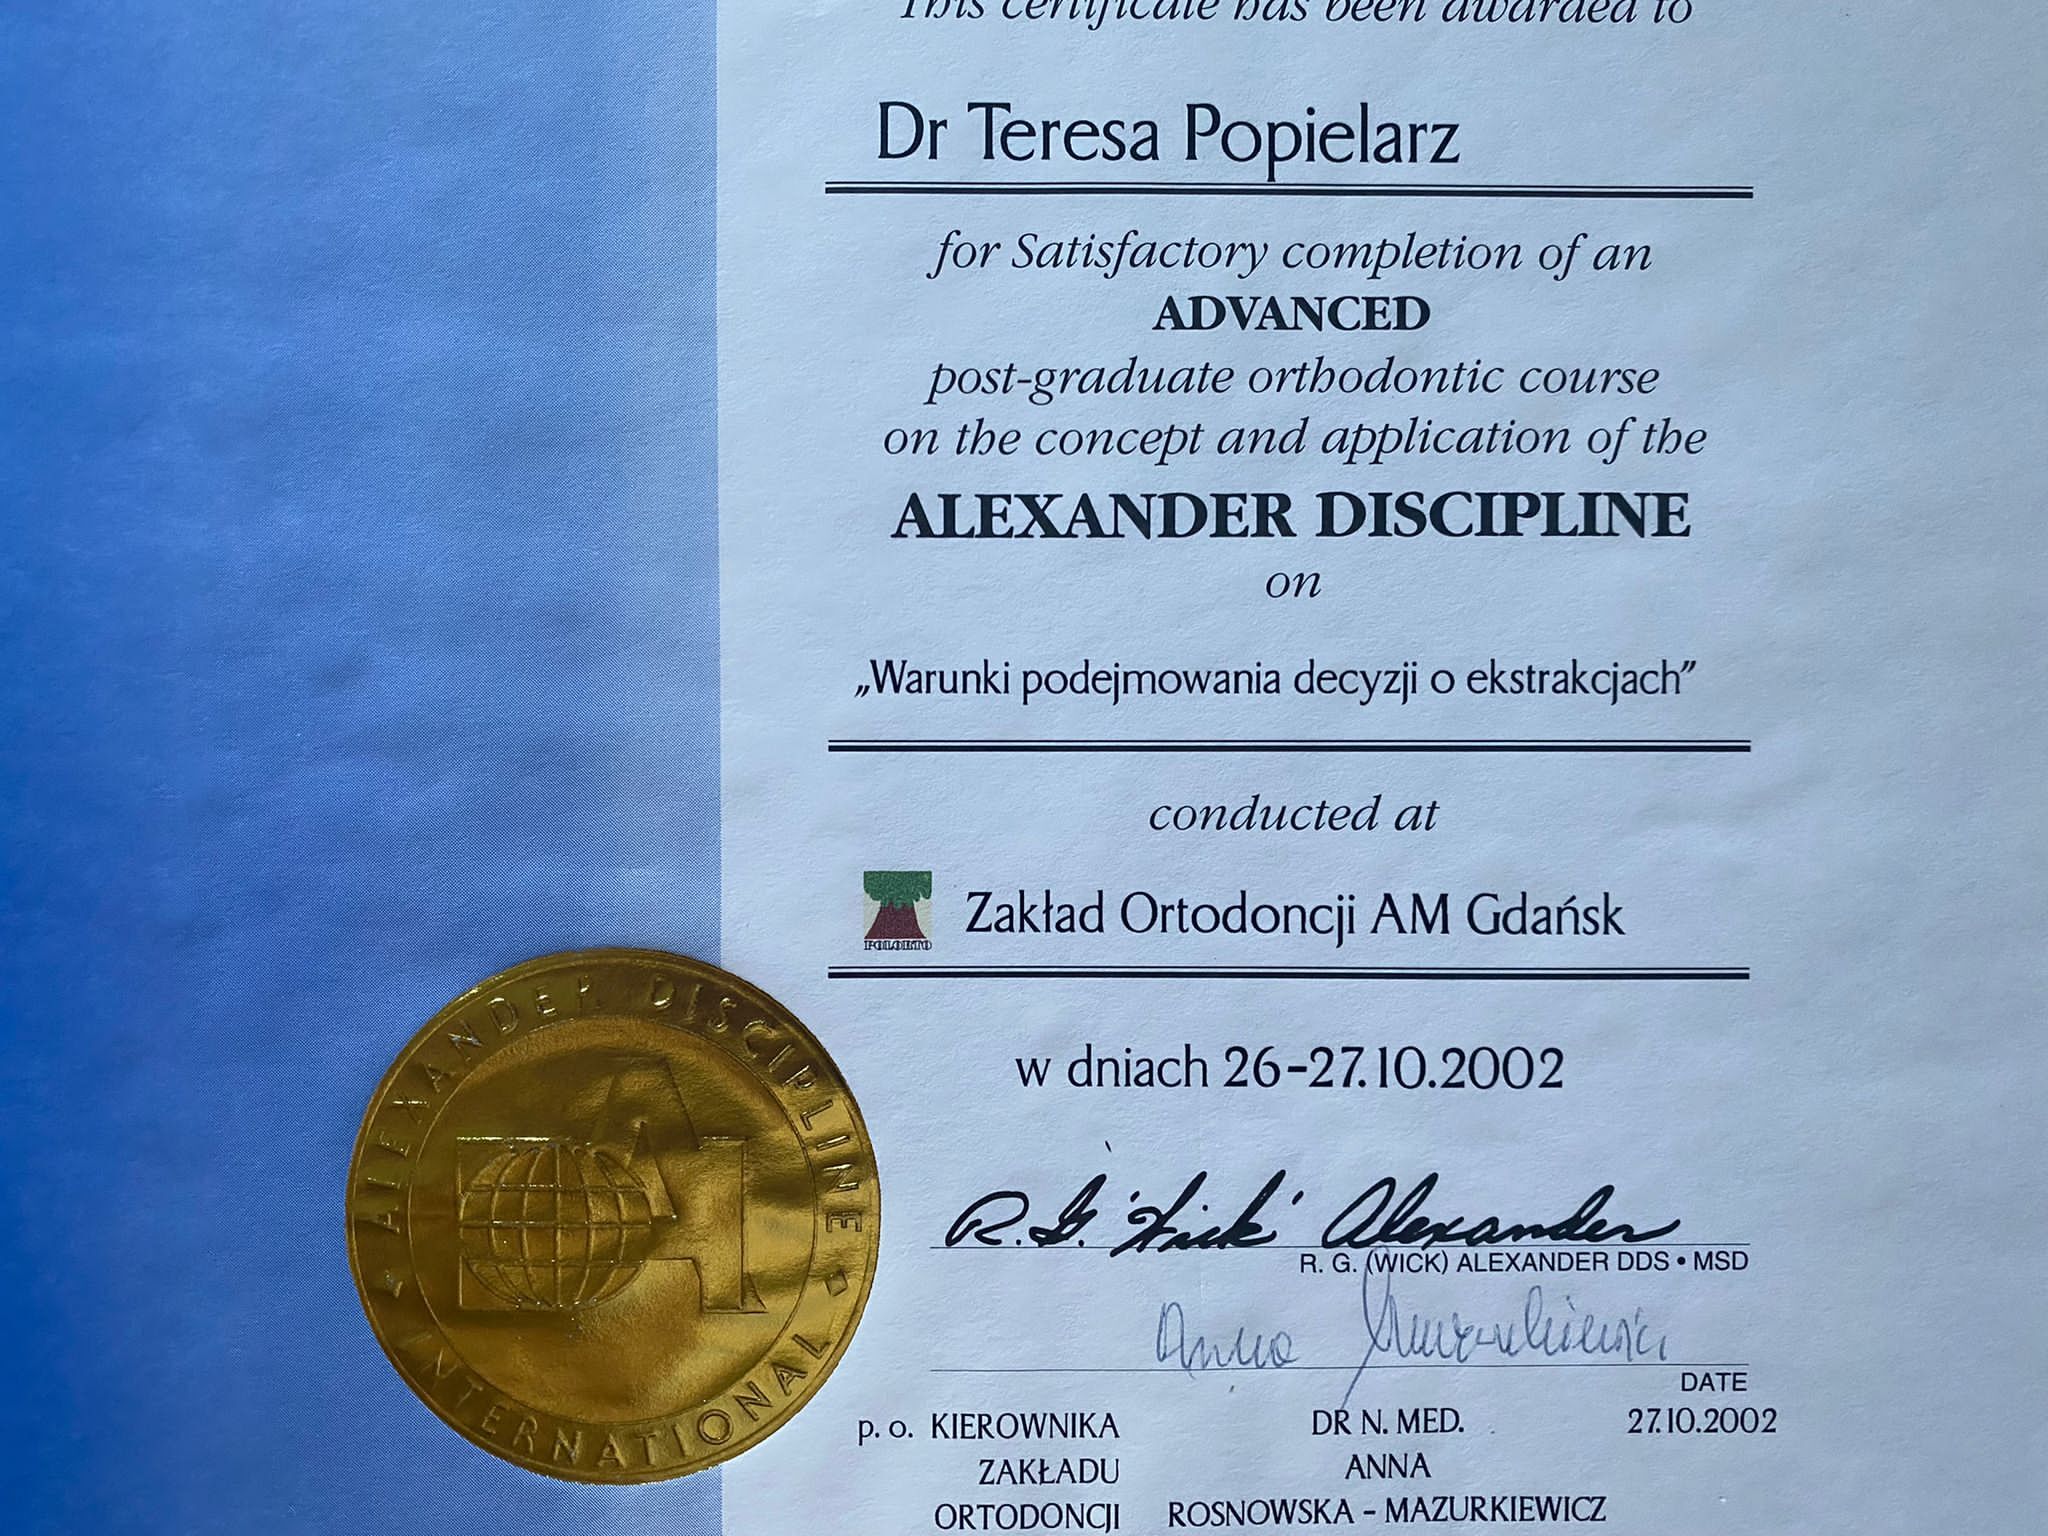 This certificate has been awarded to
Dr Teresa Popielarz
for Satisfactory completion of an
ADVANCED
post-graduate orthodontic course
on the concept and application of the
ALEXANDER DISCIPLINE
on
„Warunki podejmowania decyzji o ekstrakcjach”
conducted at
POLORTO
Zakład Ortodoncji AM Gdańsk
w dniach 26-27.10.2002
R. G. 'Wick' Alexander
R. G. (WICK) ALEXANDER DDS • MSD
Anna
DATE
p. o. KIEROWNIKA DR N. MED. 27.10.2002
ZAKŁADU ANNA
ORTODONCJI ROSNOWSKA - MAZURKIEWICZ
ALEXANDER DISCIPLINE
INTERNATIONAL